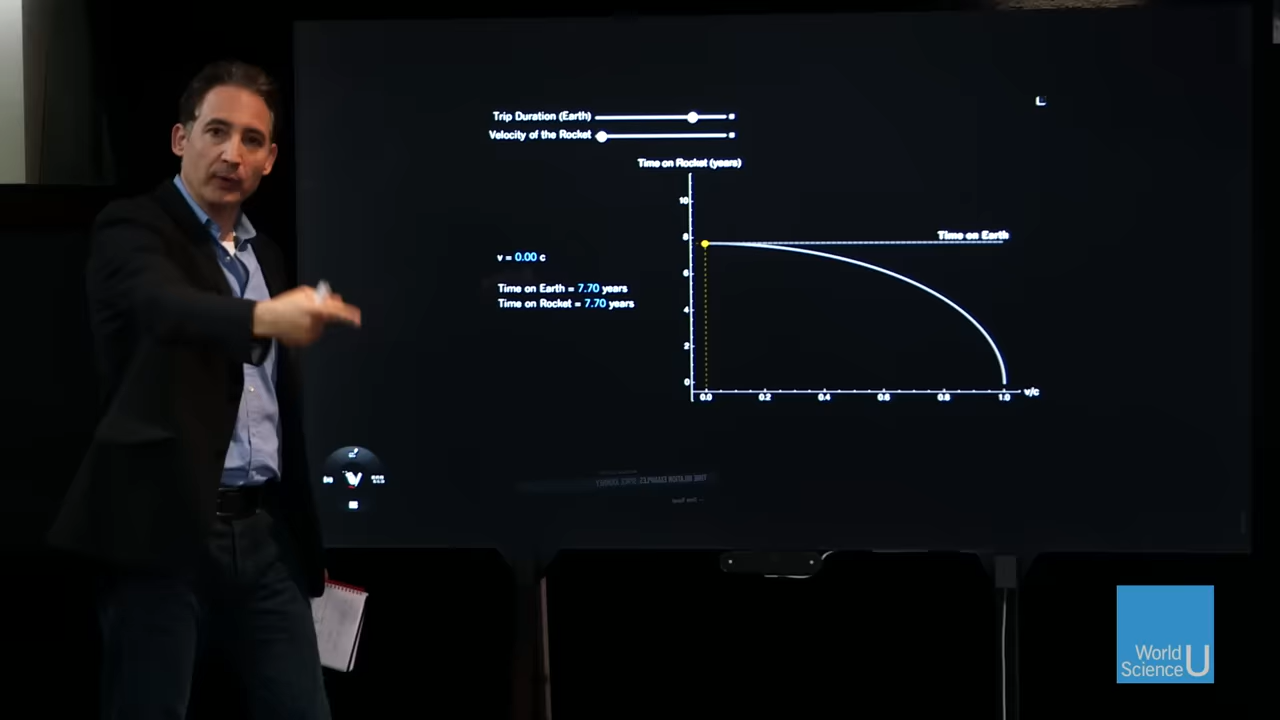 Trip Duration (Earth)
Velocity of the Rocket
Time on Rocket (years)
10
8
6
4
2
0
Time on Earth
v = 0.00 c
Time on Earth = 7.70 years
Time on Rocket = 7.70 years
0.0 0.2 0.4 0.6 0.8 1.0 v/c
World
Science U